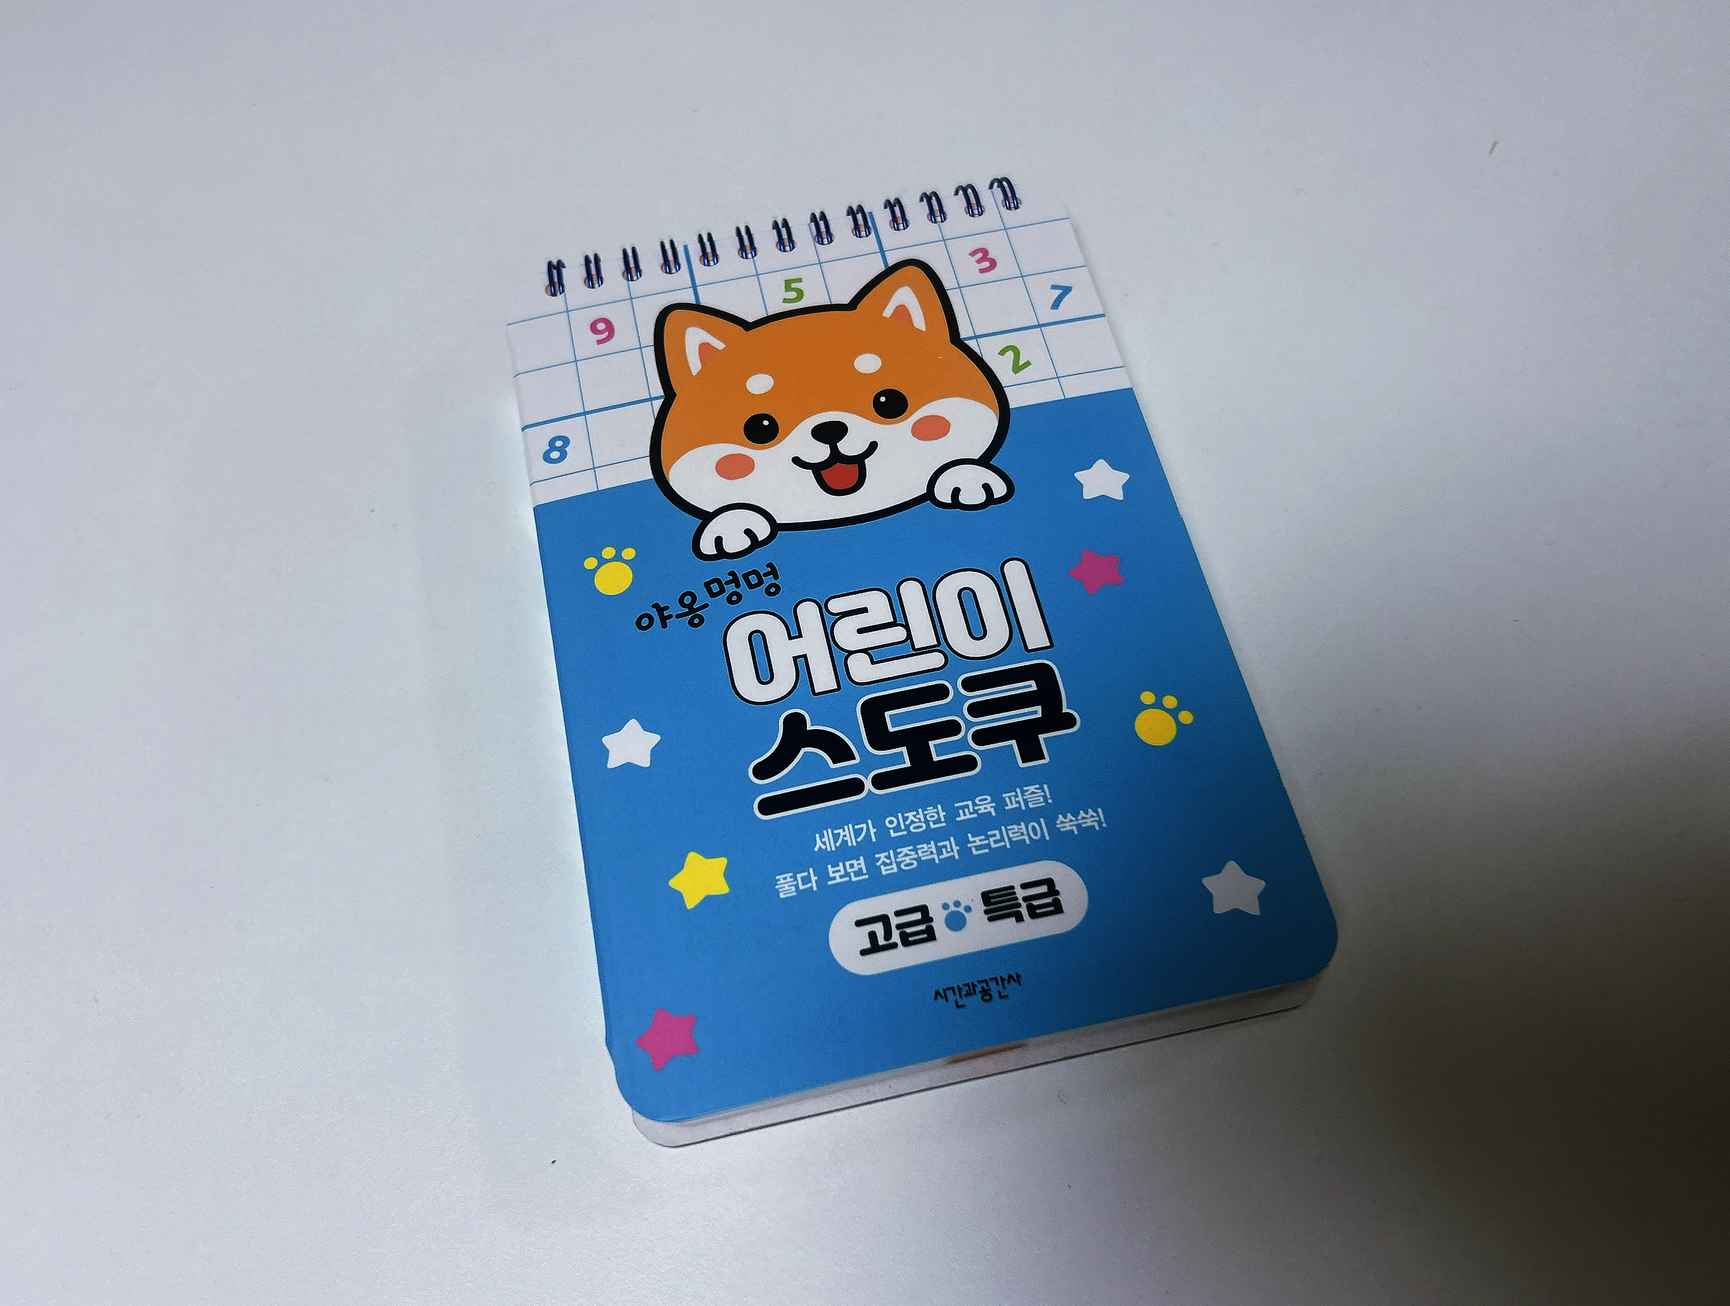 3
5
7
9
2
8
야옹멍멍
어린이
스도쿠
세계가 인정한 교육 퍼즐!
풀다 보면 집중력과 논리력이 쑥쑥!
고급 특급
시간과공간사